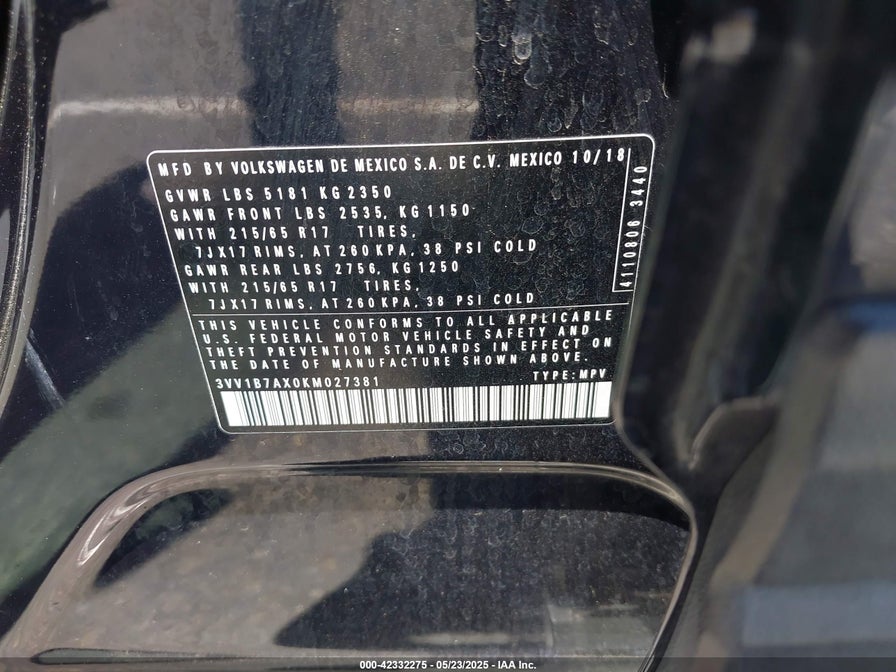 MFD BY VOLKSWAGEN DE MEXICO S.A. DE C.V. MEXICO 10/18
GVWR LBS 5181 KG 2350
GAWR FRONT LBS 2535, KG 1150
WITH 215/65 R17 TIRES,
7JX17 RIMS, AT 260 KPA, 38 PSI COLD
GAWR REAR LBS 2756, KG 1250
WITH 215/65 R17 TIRES,
7JX17 RIMS, AT 260 KPA, 38 PSI COLD
4110806 3440
THIS VEHICLE CONFORMS TO ALL APPLICABLE
U.S. FEDERAL MOTOR VEHICLE SAFETY AND
THEFT PREVENTION STANDARDS IN EFFECT ON
THE DATE OF MANUFACTURE SHOWN ABOVE.
3VV1B7AX0KM027381 TYPE: MPV
000-42332275 — 05/23/2025 — IAA Inc.